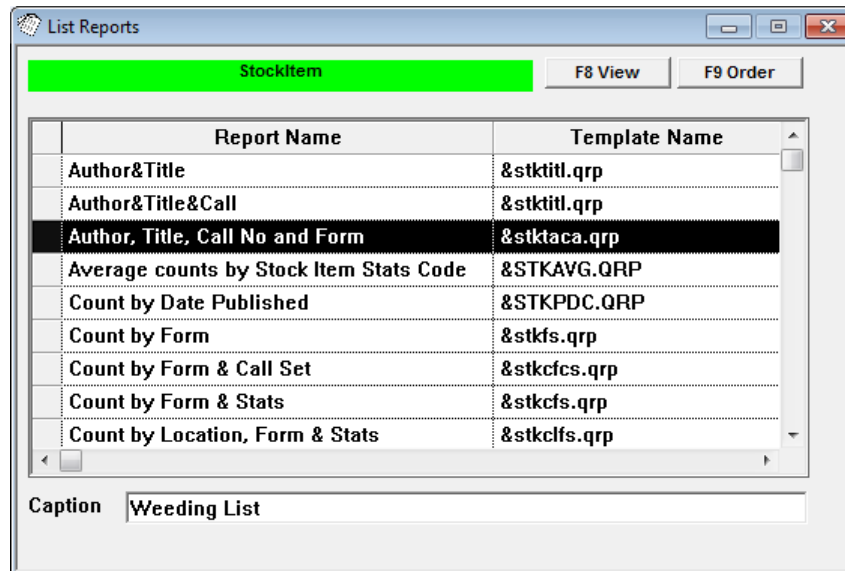 List Reports
StockItem F8 View F9 Order
Report Name Template Name
Author&Title &stktitl.qrp
Author&Title&Call &stktitl.qrp
Author, Title, Call No and Form &stktaca.qrp
Average counts by Stock Item Stats Code &STKAVG.QRP
Count by Date Published &STKPDC.QRP
Count by Form &stkfs.qrp
Count by Form & Call Set &stkcfcs.qrp
Count by Form & Stats &stkcfs.qrp
Count by Location, Form & Stats &stkclfs.qrp
Caption Weeding List